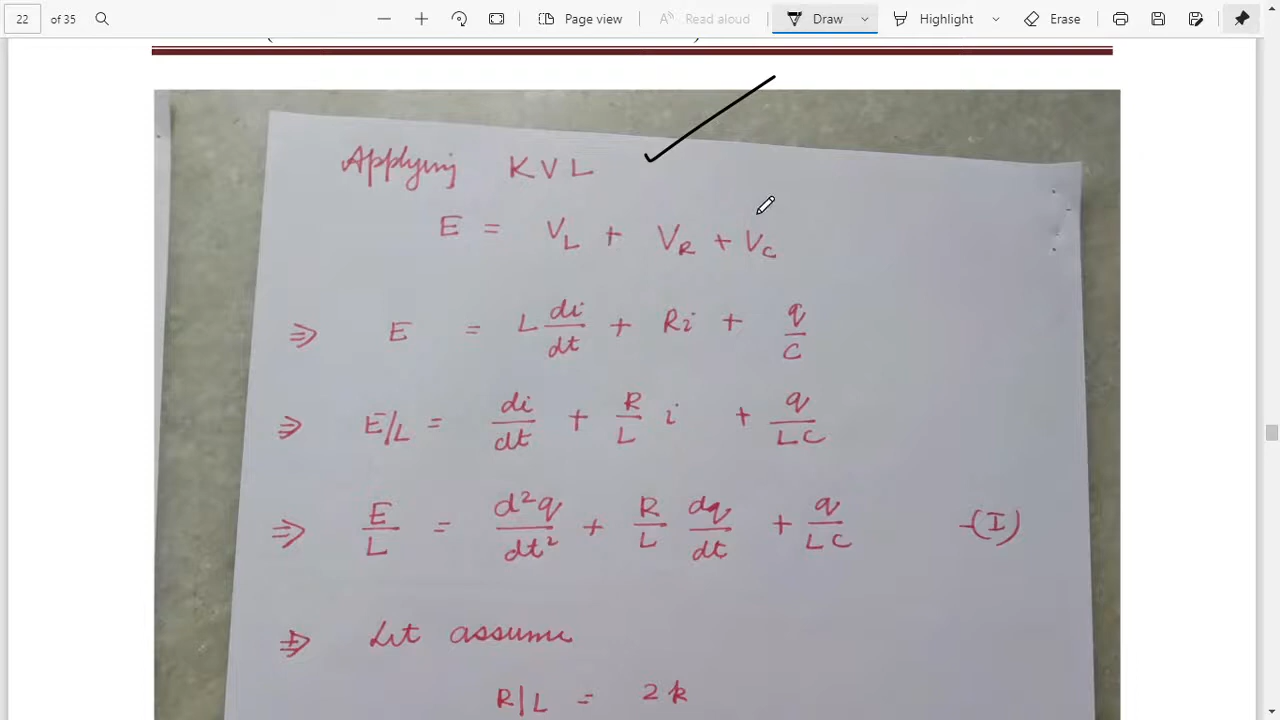 22 of 35 Page view Read aloud Draw Highlight Erase
Applying KVL
E = V_L + V_R + V_C
⇒ E = L di/dt + Ri + q/C
⇒ E/L = di/dt + R/L i + q/LC
⇒ E/L = d²q/dt² + R/L dq/dt + q/LC -(I)
⇒ Let assume
R/L = 2k